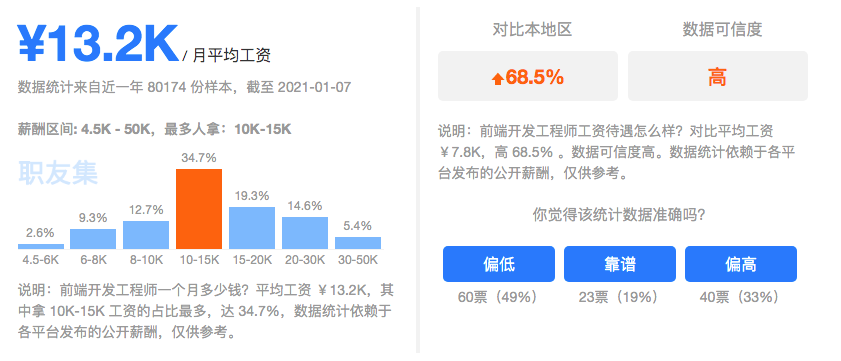 ¥13.2K / 月平均工资
数据统计来自近一年 80174 份样本，截至 2021-01-07
薪酬区间: 4.5K - 50K，最多人拿：10K-15K
职友集
34.7%
19.3%
14.6%
12.7%
9.3%
5.4%
2.6%
4.5-6K 6-8K 8-10K 10-15K 15-20K 20-30K 30-50K
说明：前端开发工程师一个月多少钱？平均工资 ￥13.2K，其
中拿 10K-15K 工资的占比最多，达 34.7%，数据统计依赖于
各平台发布的公开薪酬，仅供参考。
对比本地区 数据可信度
68.5% 高
说明：前端开发工程师工资待遇怎么样？对比平均工资
￥7.8K，高 68.5% 。数据可信度高。数据统计依赖于各平
台发布的公开薪酬，仅供参考。
你觉得该统计数据准确吗？
偏低 靠谱 偏高
60票（49%） 23票（19%） 40票（33%）